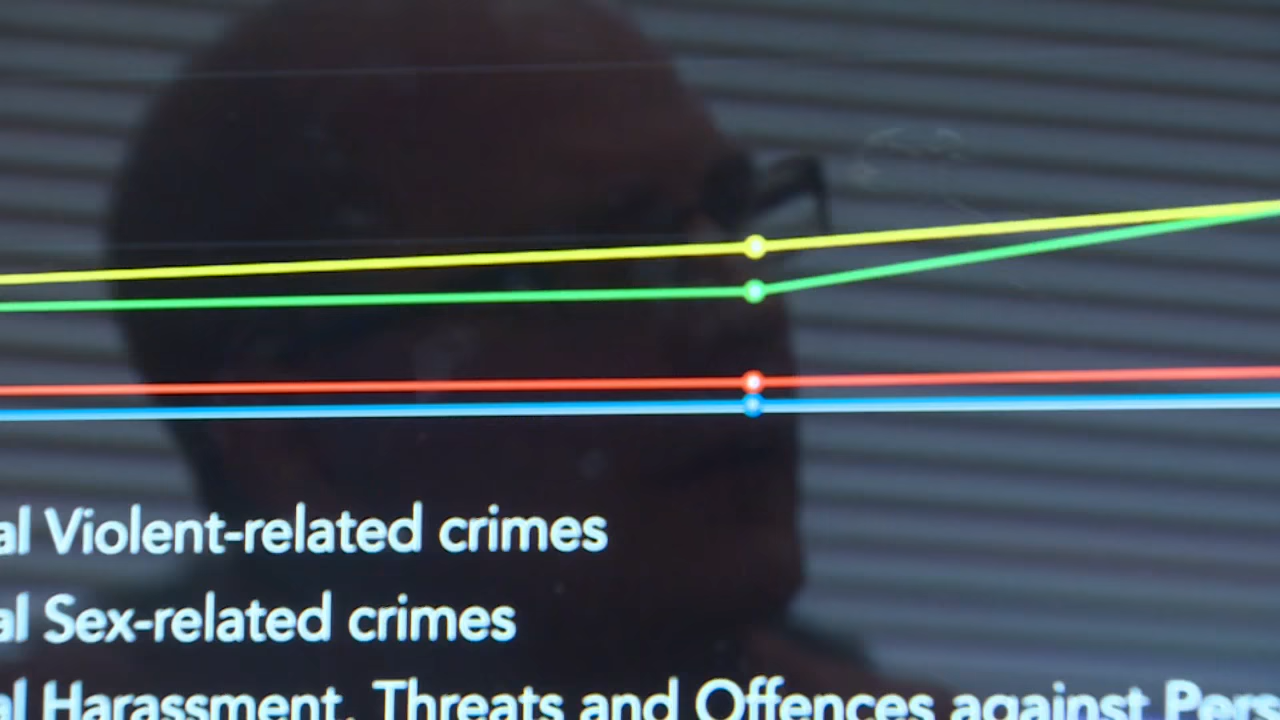 al Violent-related crimes
al Sex-related crimes
al Harassment, Threats and Offences against Pers